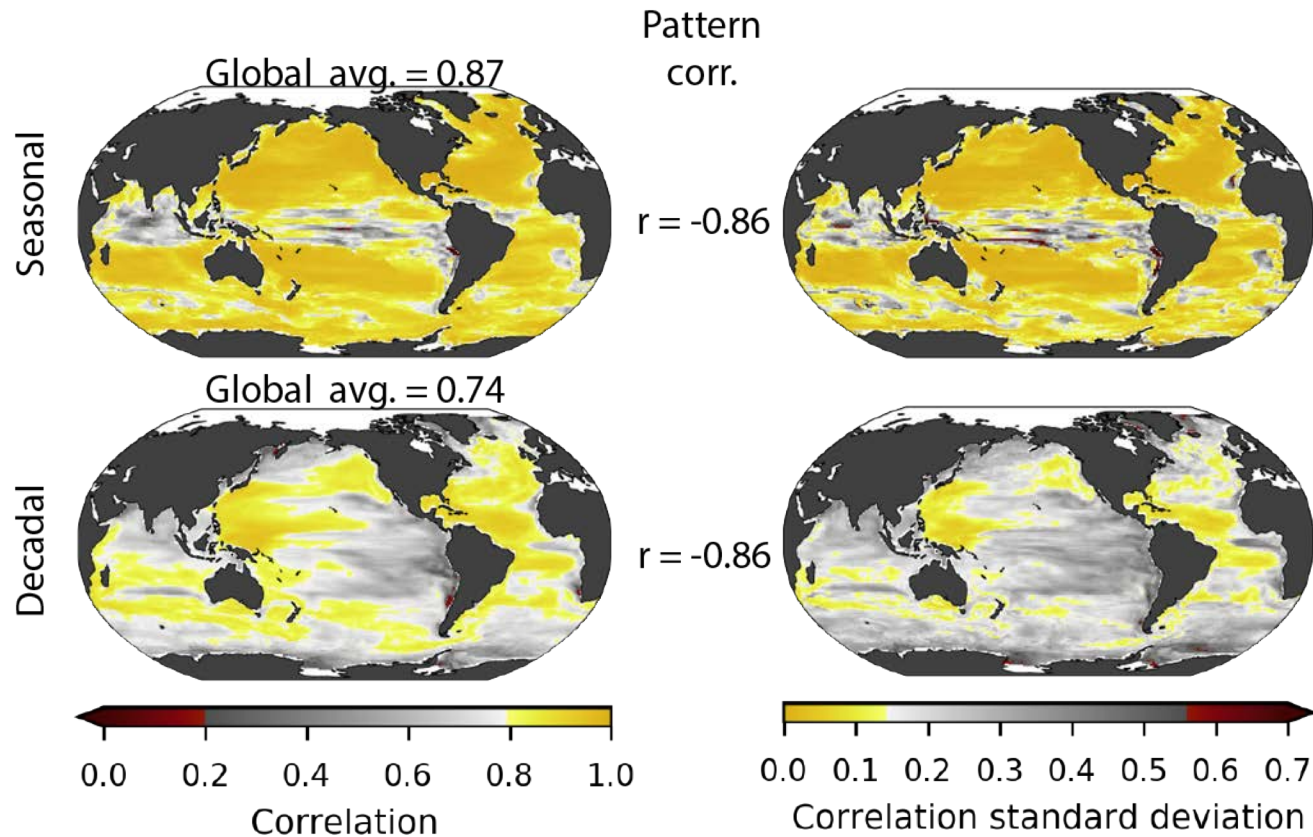 Pattern
corr.
Global avg. = 0.87
Seasonal
r = -0.86
Global avg. = 0.74
Decadal
r = -0.86
0.0 0.2 0.4 0.6 0.8 1.0
Correlation
0.0 0.1 0.2 0.3 0.4 0.5 0.6 0.7
Correlation standard deviation